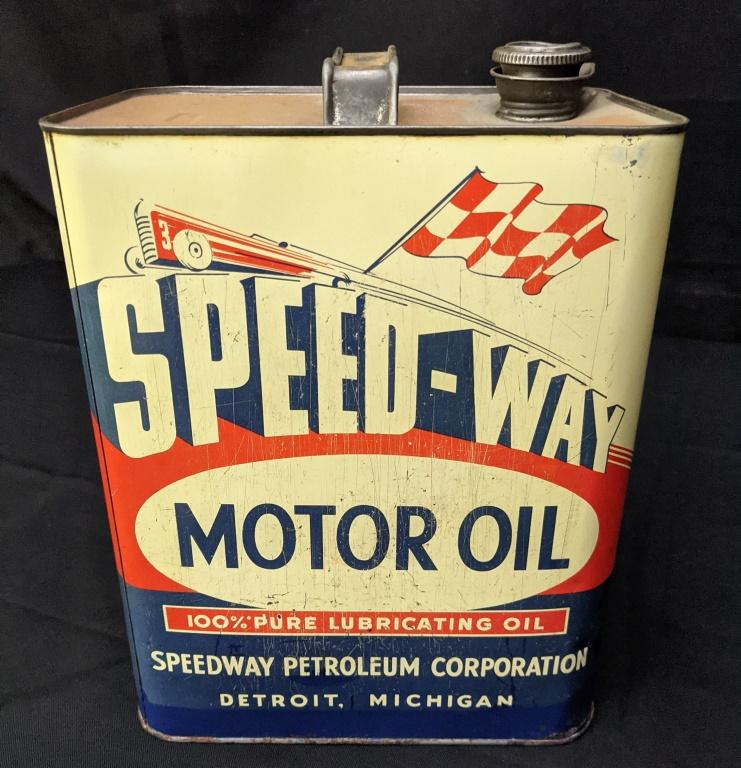 3
SPEED-WAY
MOTOR OIL
100% PURE LUBRICATING OIL
SPEEDWAY PETROLEUM CORPORATION
DETROIT, MICHIGAN